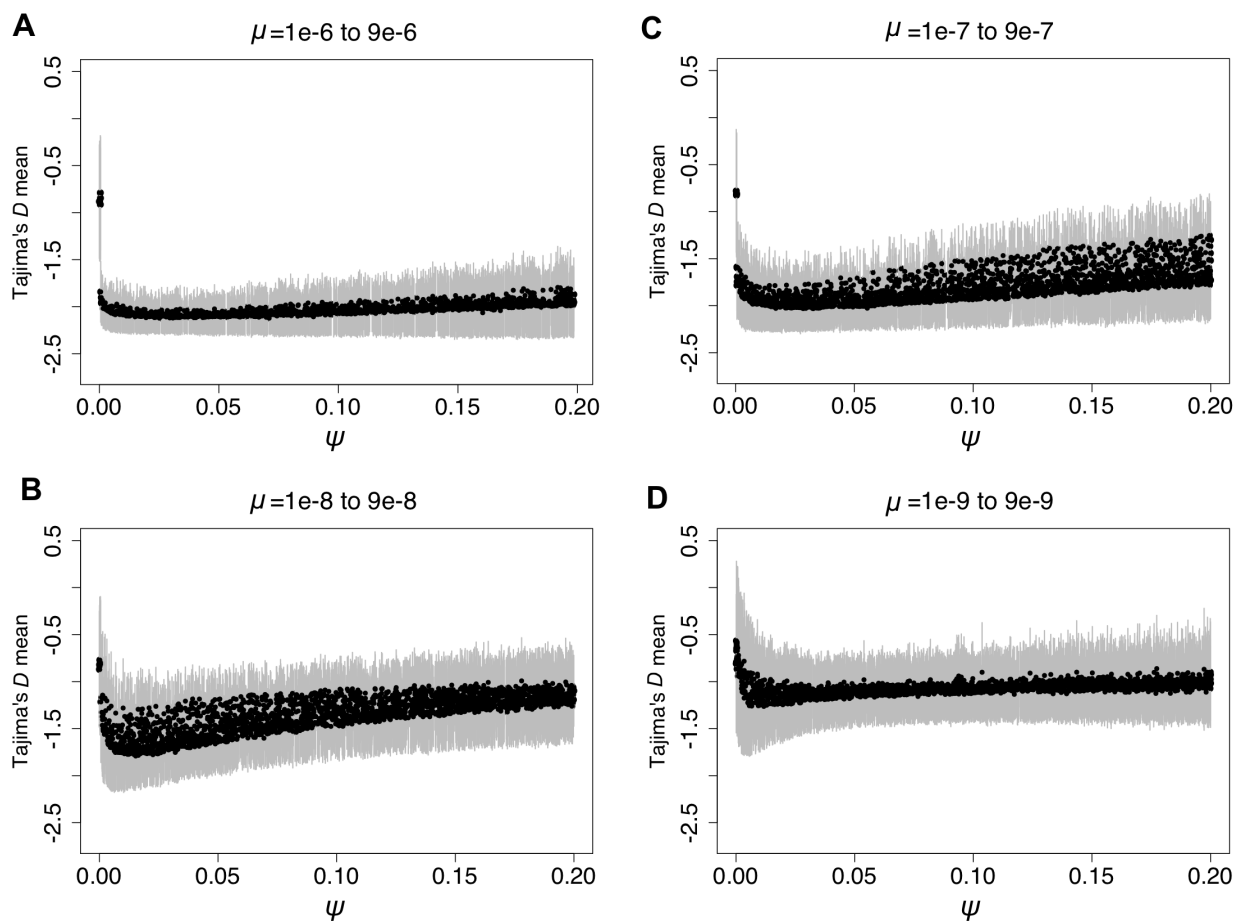 A
μ=1e-6 to 9e-6
Tajima's D mean
0.5
-0.5
-1.5
-2.5
0.00 0.05 0.10 0.15 0.20
ψ
C
μ=1e-7 to 9e-7
Tajima's D mean
0.5
-0.5
-1.5
-2.5
0.00 0.05 0.10 0.15 0.20
ψ
B
μ=1e-8 to 9e-8
Tajima's D mean
0.5
-0.5
-1.5
-2.5
0.00 0.05 0.10 0.15 0.20
ψ
D
μ=1e-9 to 9e-9
Tajima's D mean
0.5
-0.5
-1.5
-2.5
0.00 0.05 0.10 0.15 0.20
ψ